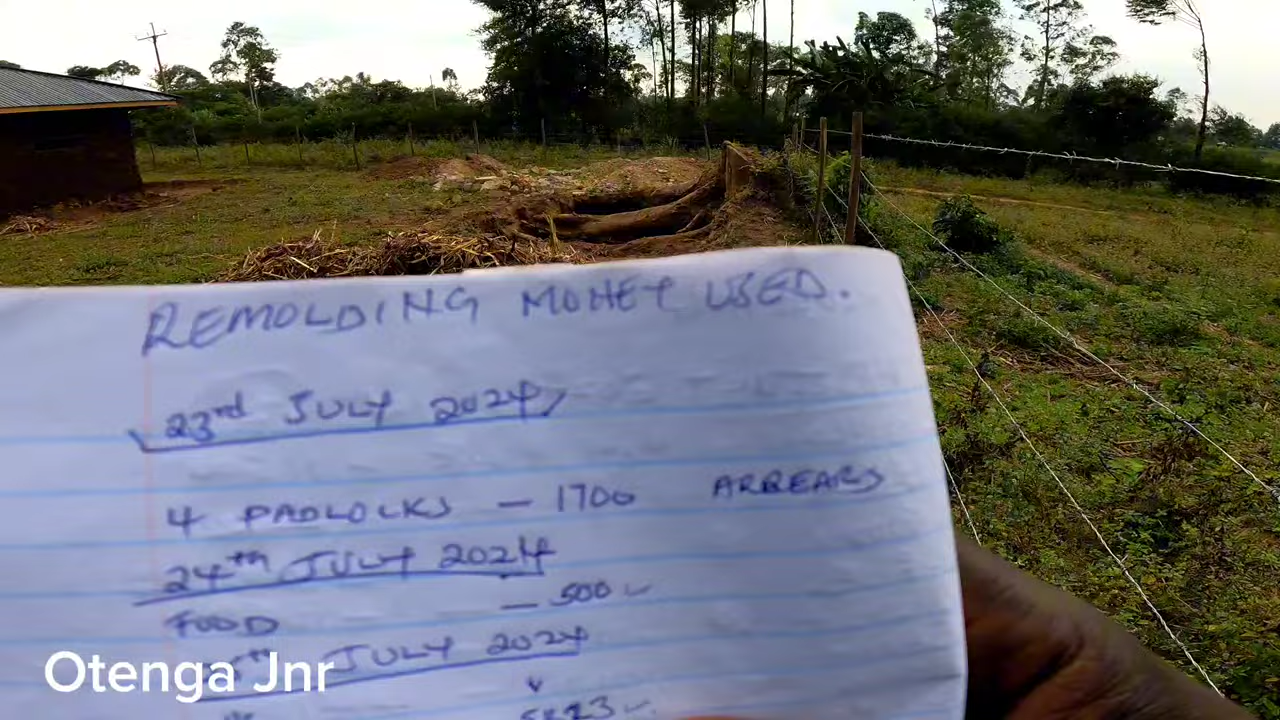 REMOLDING MONEY USED.
23rd JULY 2024
4 PADLOCKS - 1700 ARREARS
24th JULY 2024
FOOD - 500
JULY 2024
Otenga Jnr